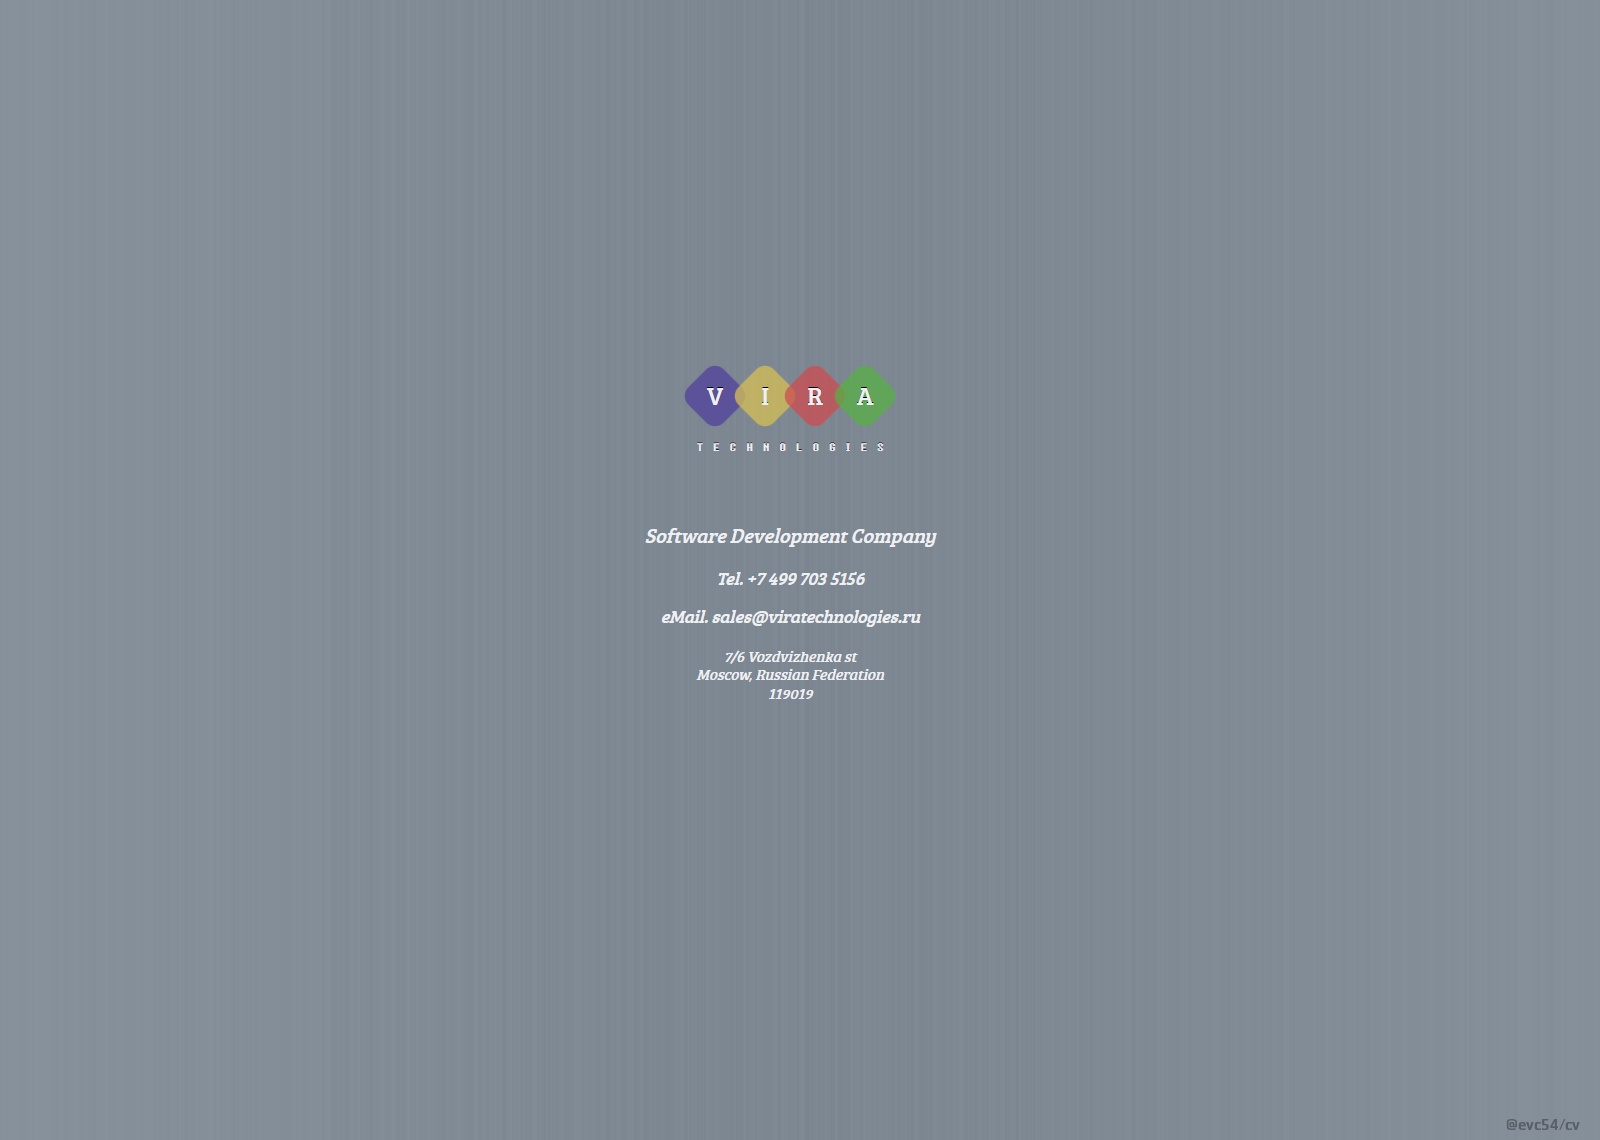 VIRA
TECHNOLOGIES
Software Development Company
Tel. +7 499 703 5156
eMail. sales@viratechnologies.ru
7/6 Vozdvizhenka st
Moscow, Russian Federation
119019
@evc54/cv